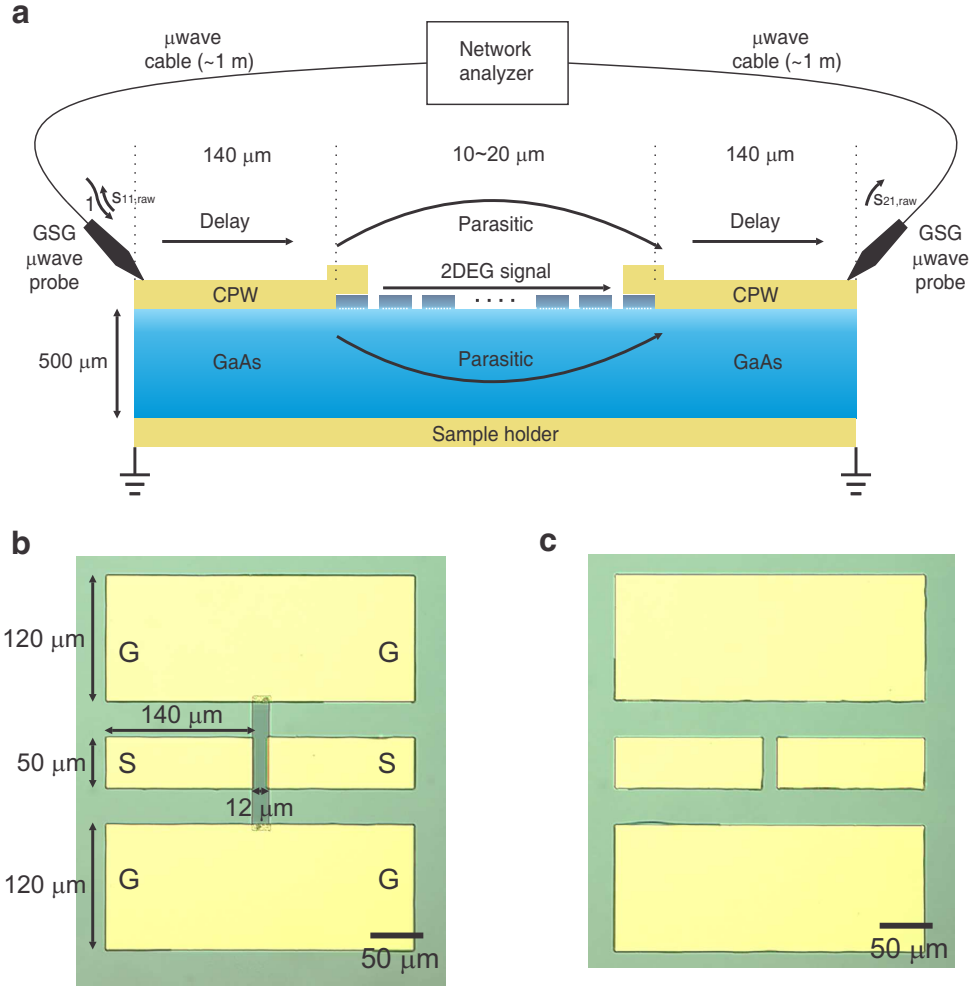 a
μwave
cable (~1 m)
Network
analyzer
μwave
cable (~1 m)
140 μm
10~20 μm
140 μm
1
S11,raw
S21,raw
Delay
Parasitic
Delay
GSG
μwave
probe
GSG
μwave
probe
2DEG signal
CPW
CPW
500 μm
GaAs
Parasitic
GaAs
Sample holder
b
120 μm
G
G
140 μm
50 μm
S
S
12 μm
120 μm
G
G
50 μm
c
50 μm